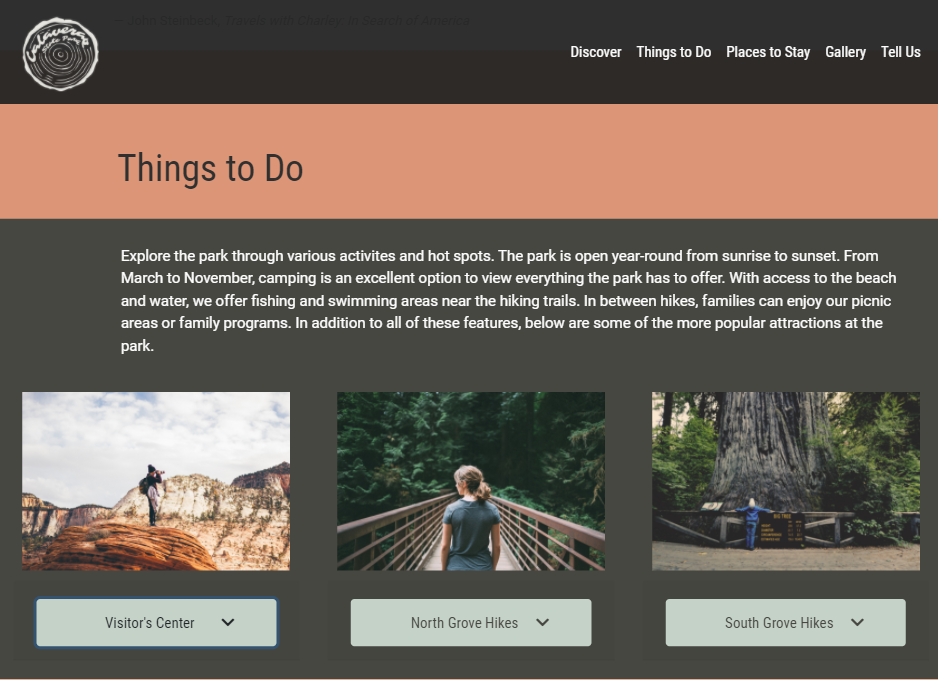 — John Steinbeck, Travels with Charley: In Search of America
Calaveras
State Park
Discover Things to Do Places to Stay Gallery Tell Us
Things to Do
Explore the park through various activites and hot spots. The park is open year-round from sunrise to sunset. From
March to November, camping is an excellent option to view everything the park has to offer. With access to the beach
and water, we offer fishing and swimming areas near the hiking trails. In between hikes, families can enjoy our picnic
areas or family programs. In addition to all of these features, below are some of the more popular attractions at the
park.
BIG TREE
Visitor's Center
North Grove Hikes
South Grove Hikes